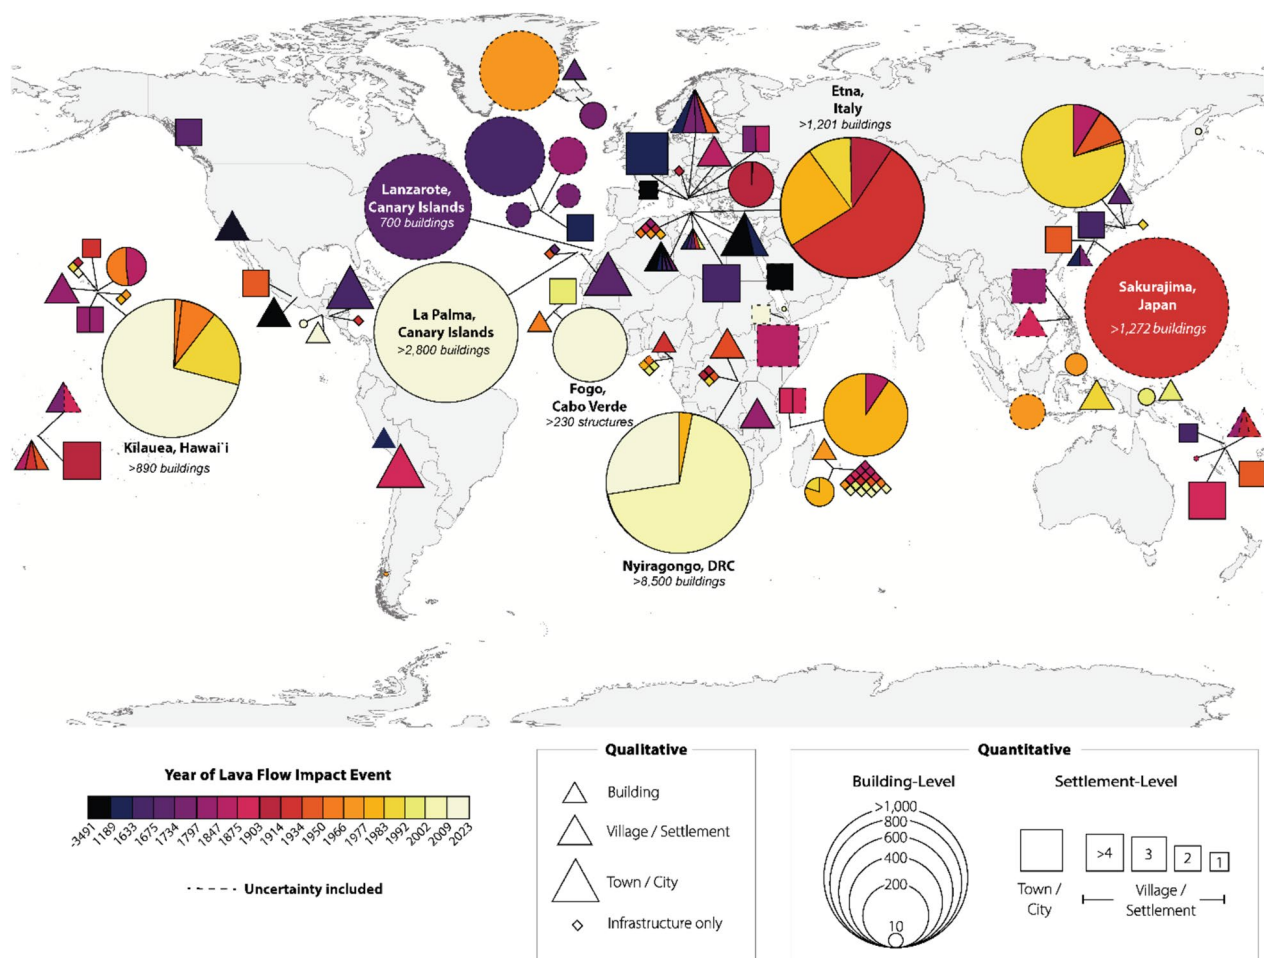 Etna,
Italy
>1,201 buildings
Lanzarote,
Canary Islands
700 buildings
La Palma,
Canary Islands
>2,800 buildings
Sakurajima,
Japan
>1,272 buildings
Fogo,
Cabo Verde
>230 structures
Kīlauea, Hawai`i
>890 buildings
Nyiragongo, DRC
>8,500 buildings
Year of Lava Flow Impact Event
-3491 1189 1633 1675 1734 1797 1847 1875 1903 1914 1934 1950 1966 1977 1983 1992 2002 2009 2023
Uncertainty included
Qualitative
Building
Village / Settlement
Town / City
Infrastructure only
Quantitative
Building-Level
>1,000
800
600
400
200
10
Settlement-Level
>4 3 2 1
Town /
City
Village /
Settlement